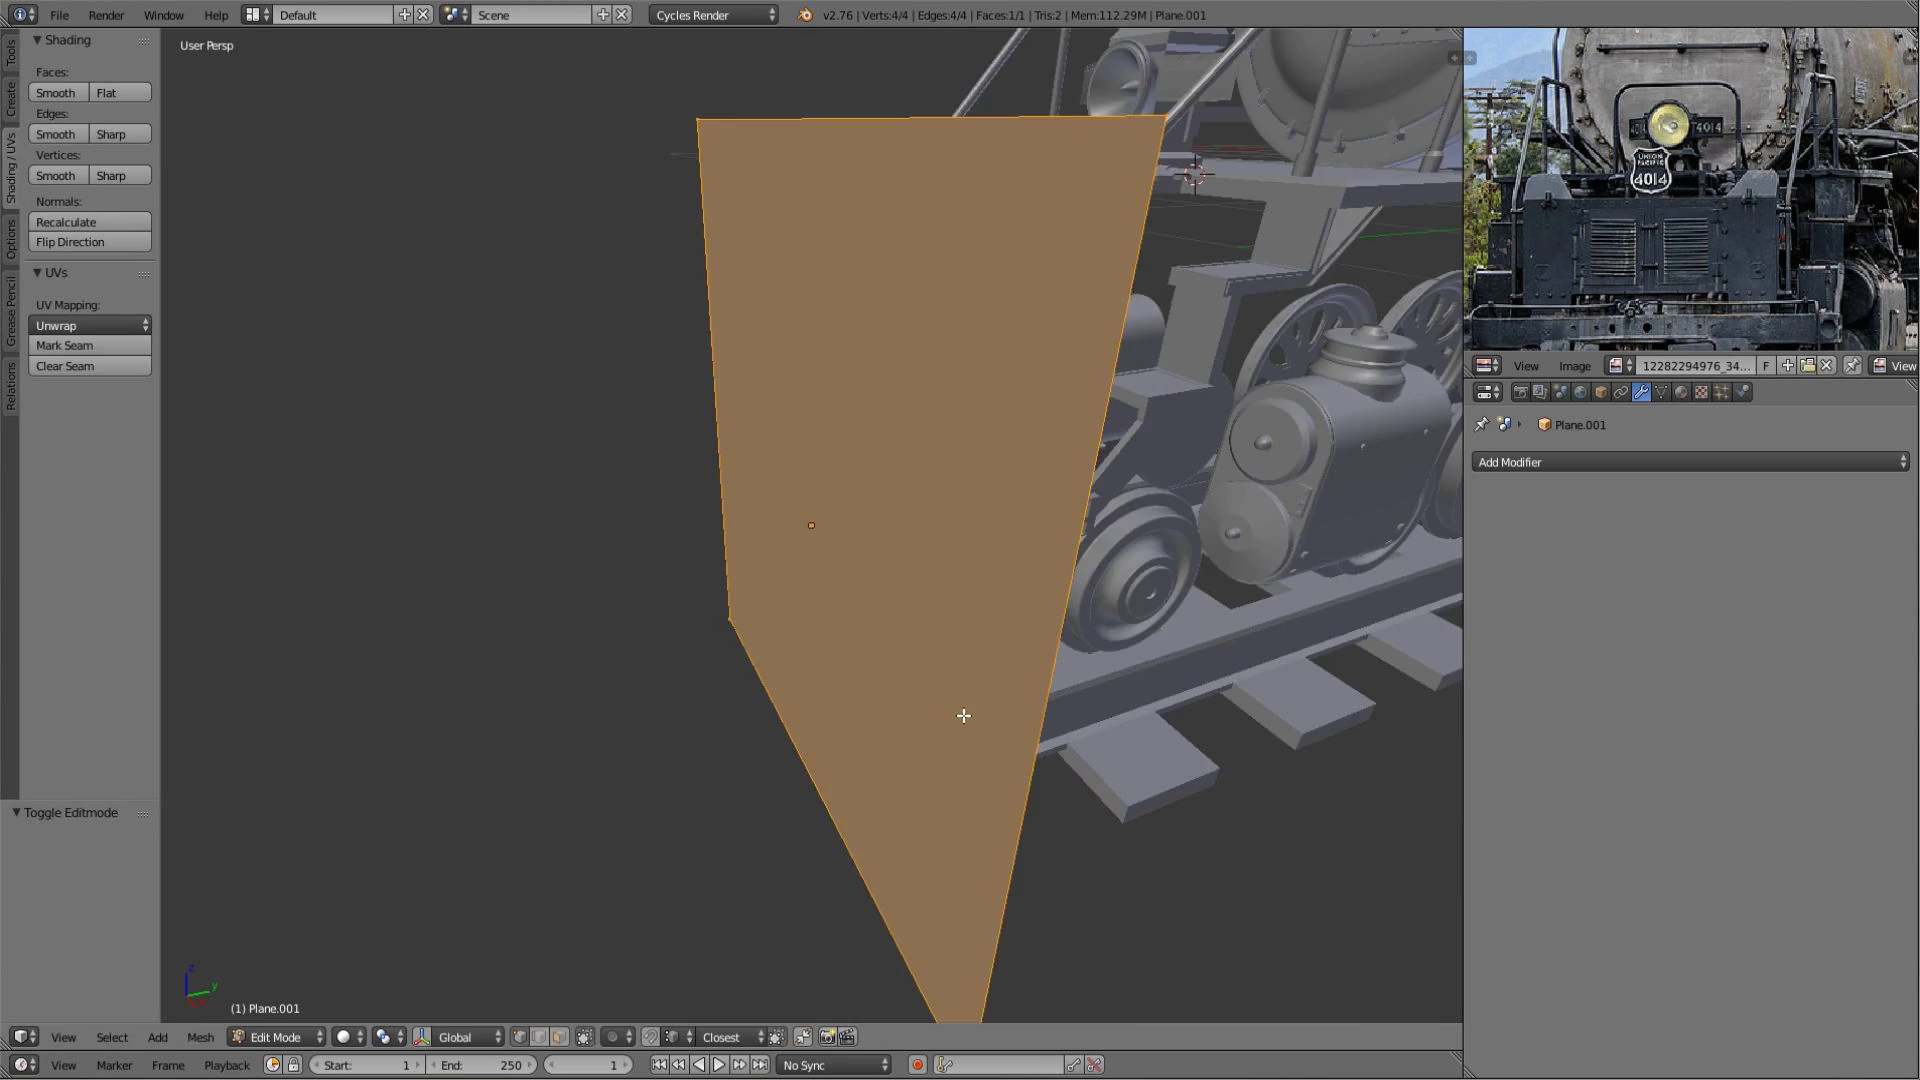 File Render Window Help Default Scene Cycles Render v2.76 | Verts:4/4 | Edges:4/4 | Faces:1/1 | Tris:2 | Mem:112.29M | Plane.001
Shading
User Persp
Faces:
Smooth Flat
Edges:
Smooth Sharp
Vertices:
Smooth Sharp
Normals:
Recalculate
Flip Direction
UVs
UV Mapping:
Unwrap
Mark Seam
Clear Seam
Tools
Create
Shading / UVs
Options
Grease Pencil
Relations
Toggle Editmode
4014
UNION
PACIFIC
4014
View Image 12282294976_34... F View
Plane.001
Add Modifier
z
y
(1) Plane.001
View Select Add Mesh Edit Mode Global Closest
View Marker Frame Playback Start: 1 End: 250 1 No Sync